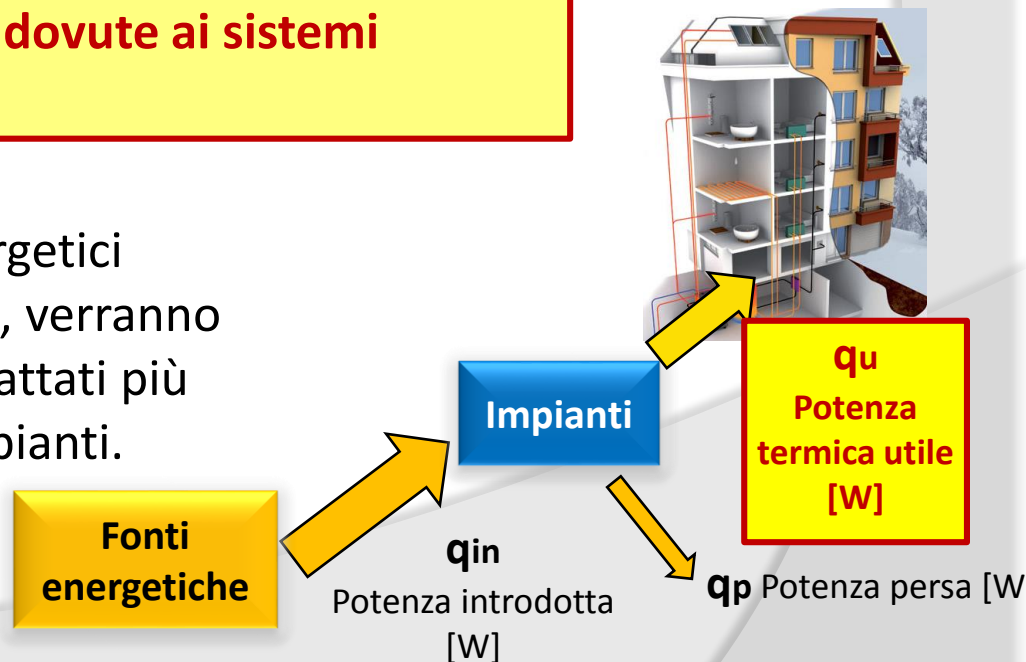 dovute ai sistemi
rgetici
, verranno
attati più
pianti.
Impianti
qu
Potenza
termica utile
[W]
Fonti
energetiche
qin
Potenza introdotta
[W]
qp Potenza persa [W